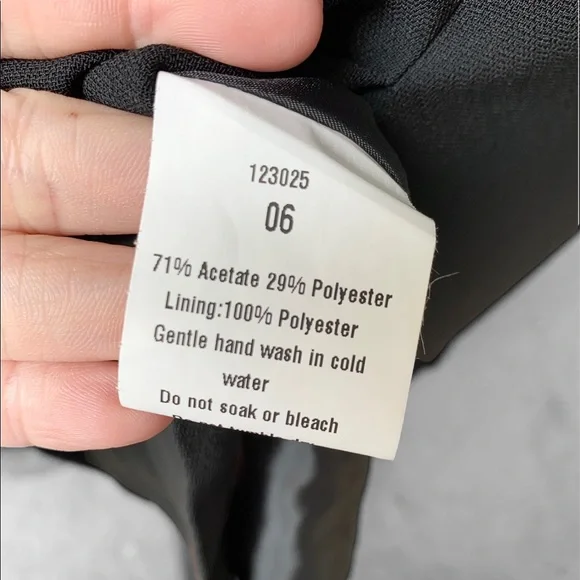 123025
06
71% Acetate 29% Polyester
Lining:100% Polyester
Gentle hand wash in cold
water
Do not soak or bleach